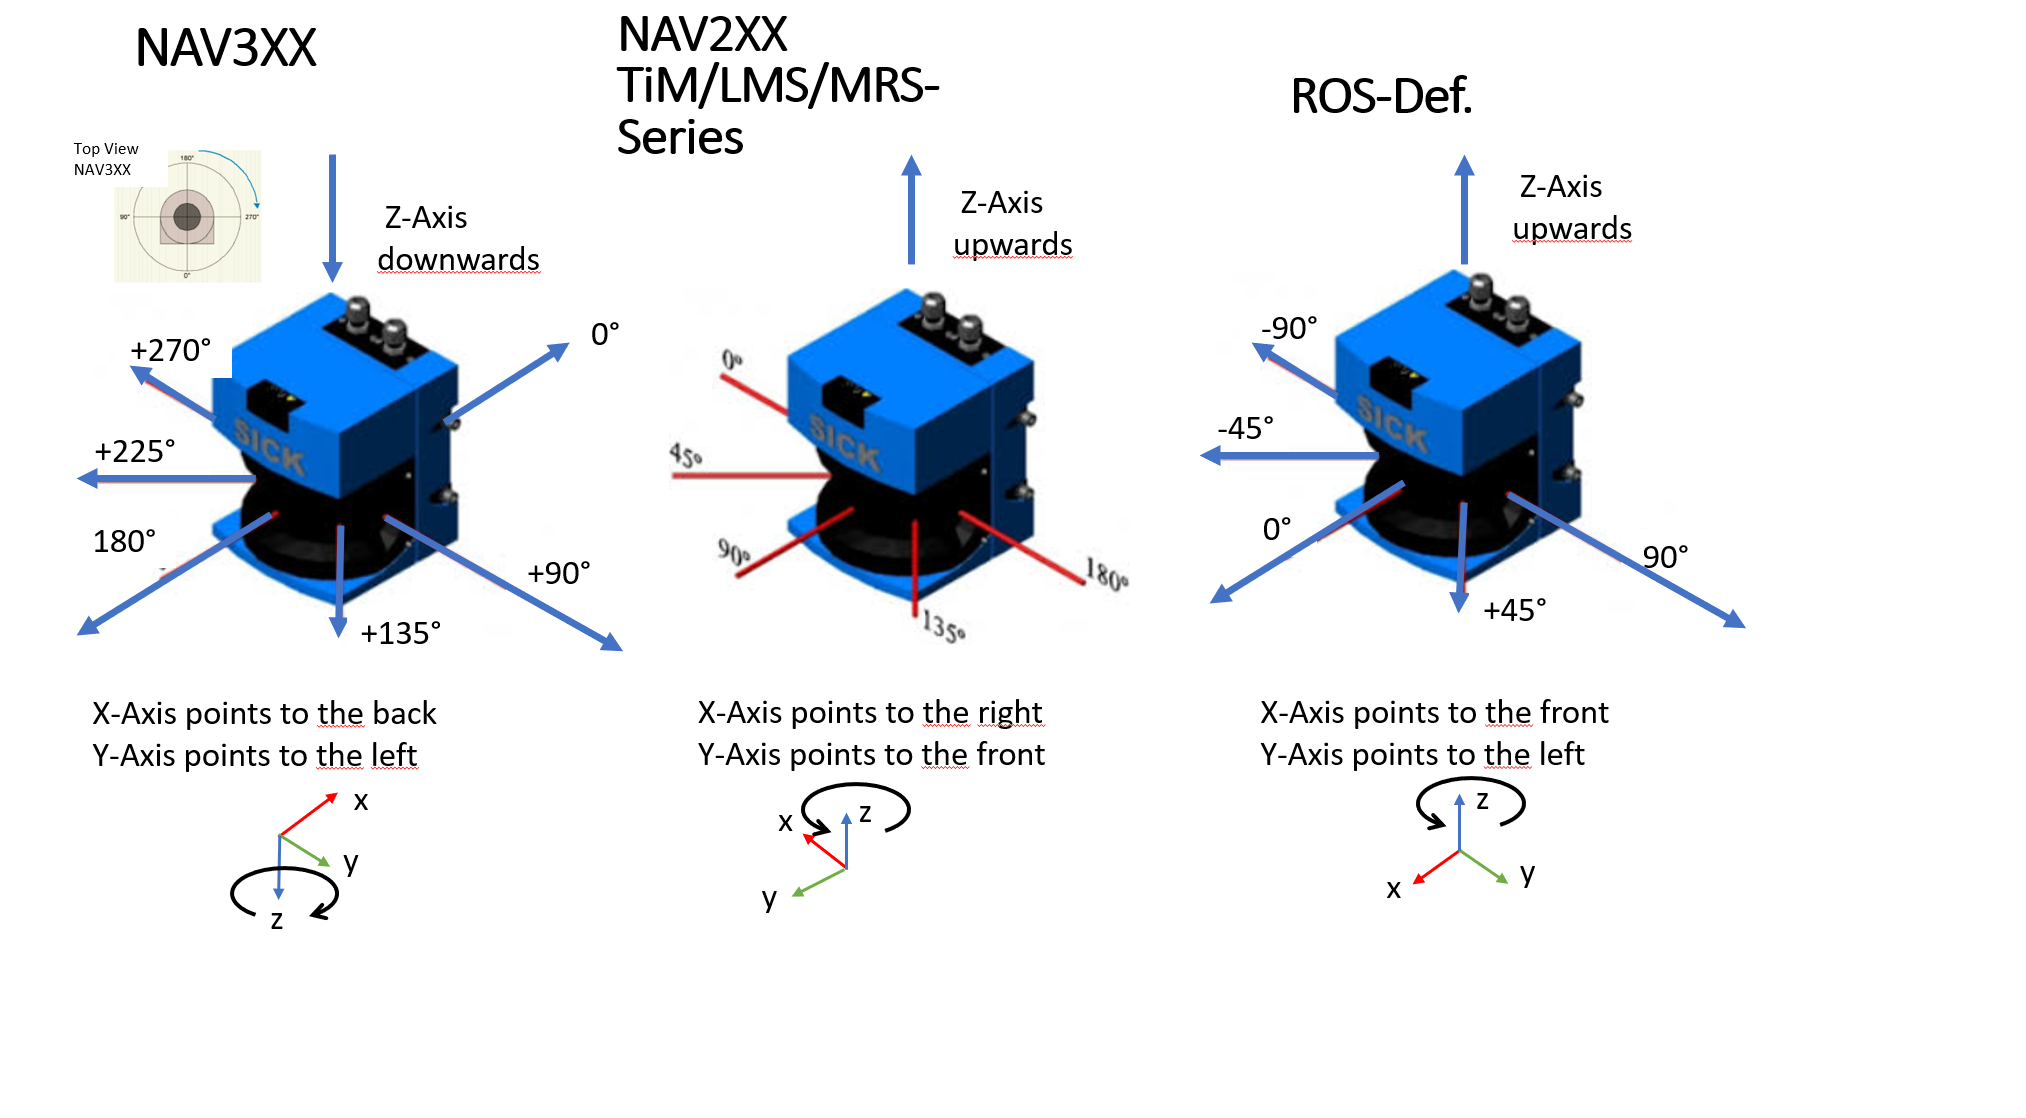 NAV3XX
Top View
NAV3XX
180°
90°
270°
0°
Z-Axis
downwards
0°
+270°
+225°
180°
+90°
+135°
SICK
X-Axis points to the back
Y-Axis points to the left
x
y
z
NAV2XX
TiM/LMS/MRS-
Series
Z-Axis
upwards
0°
45°
90°
135°
180°
SICK
X-Axis points to the right
Y-Axis points to the front
x
z
y
ROS-Def.
Z-Axis
upwards
-90°
-45°
0°
+45°
90°
SICK
X-Axis points to the front
Y-Axis points to the left
z
x
y